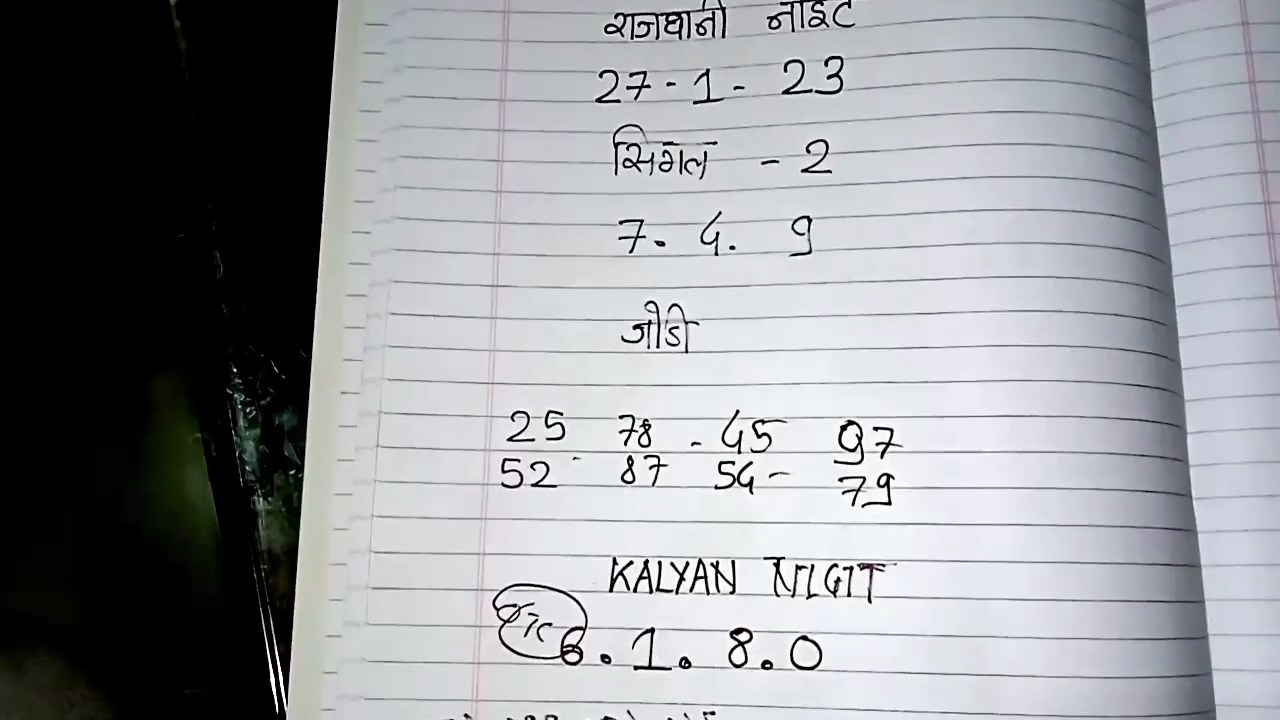 राजधानी नाईट
27-1-23
सिंगल - 2
7. 4. 9
जोडी
25 78 - 45 97
52 87 54 - 79
KALYAN NIGIT
6.1.8.0